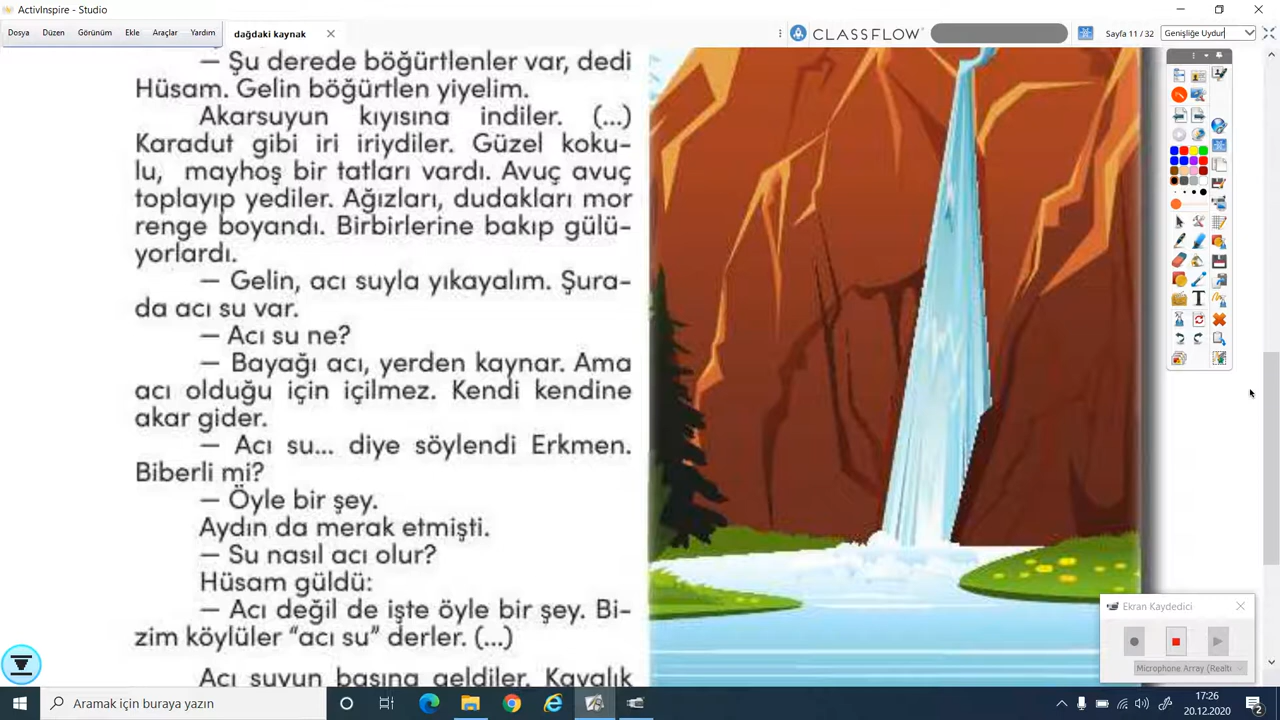 ActivInspire - Studio
Dosya Düzen Görünüm Ekle Araçlar Yardım
dağdaki kaynak
CLASSFLOW
Sayfa 11 / 32
Genişliğe Uydur
— Şu derede böğürtlenler var, dedi
Hüsam. Gelin böğürtlen yiyelim.
Akarsuyun kıyısına indiler. (...)
Karadut gibi iri iriydiler. Güzel koku-
lu, mayhoş bir tatları vardı. Avuç avuç
toplayıp yediler. Ağızları, dudakları mor
renge boyandı. Birbirlerine bakıp gülü-
yorlardı.
— Gelin, acı suyla yıkayalım. Şura-
da acı su var.
— Acı su ne?
— Bayağı acı, yerden kaynar. Ama
acı olduğu için içilmez. Kendi kendine
akar gider.
— Acı su... diye söylendi Erkmen.
Biberli mi?
— Öyle bir şey.
Aydın da merak etmişti.
— Su nasıl acı olur?
Hüsam güldü:
— Acı değil de işte öyle bir şey. Bi-
zim köylüler “acı su” derler. (...)
Acı suyun başına geldiler. Kayalık
Ekran Kaydedici
Microphone Array (Realt
Aramak için buraya yazın
17:26
20.12.2020
2